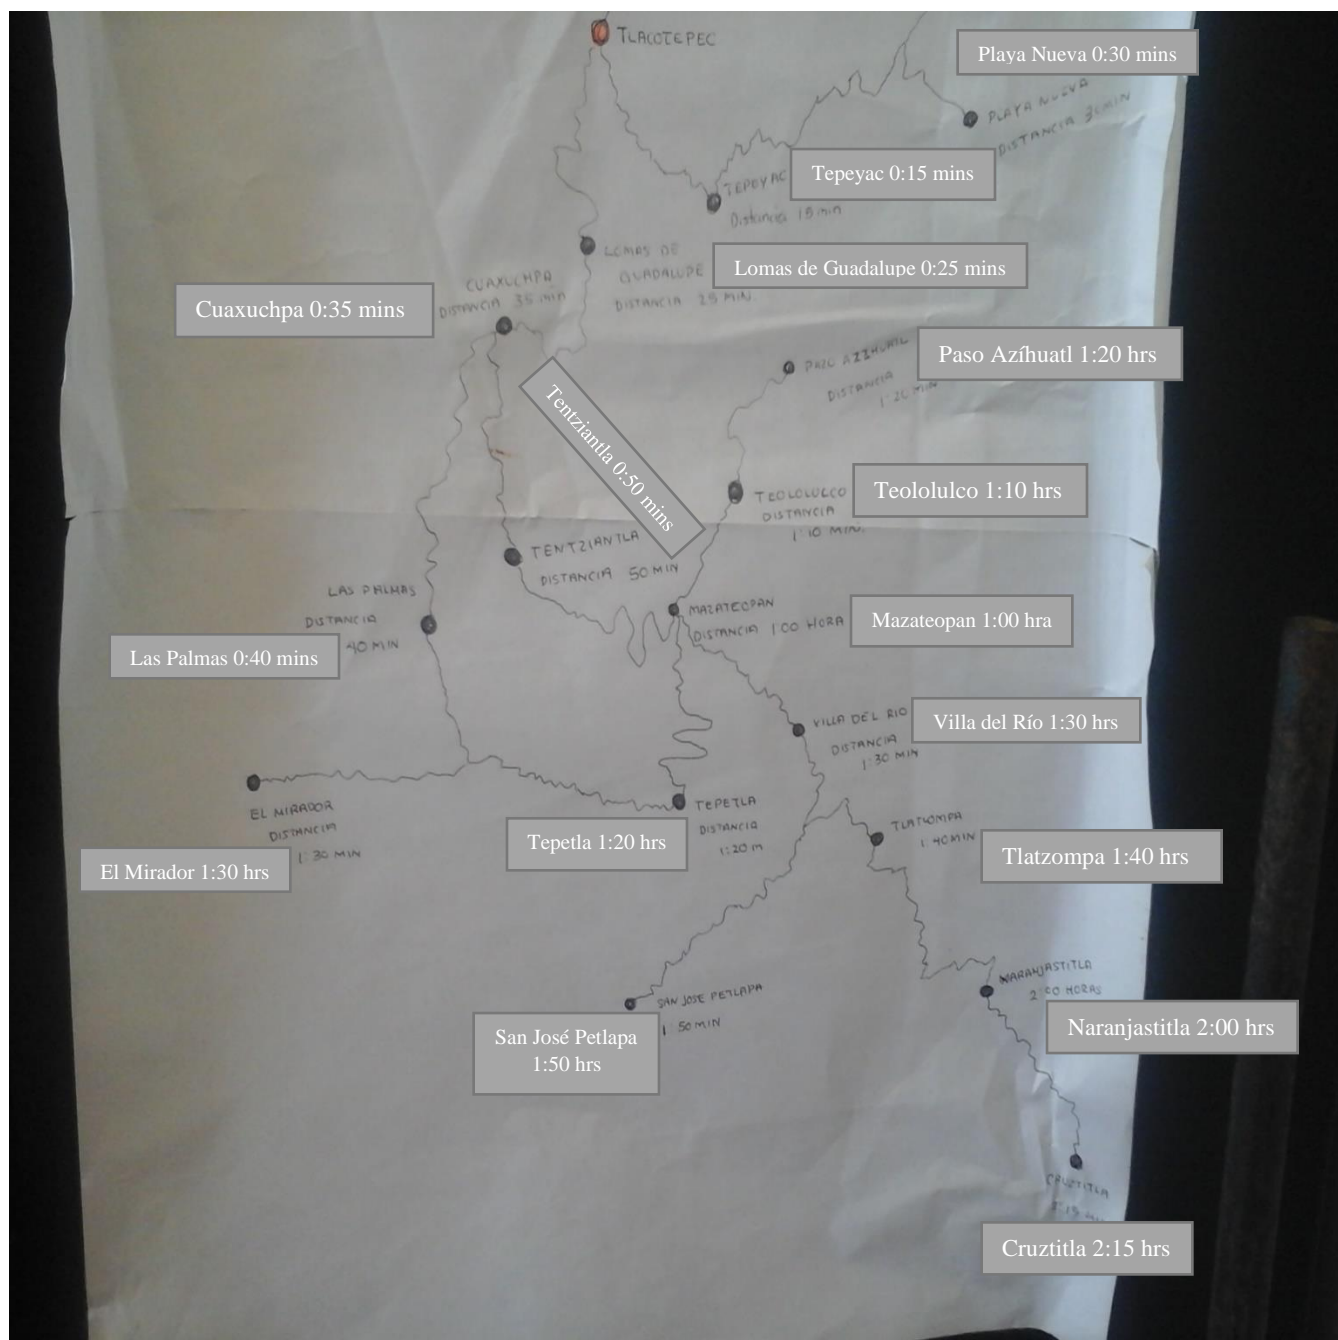 TLACOTEPEC
Playa Nueva 0:30 mins
PLAYA NUEVA
DISTANCIA 30 MIN
Tepeyac 0:15 mins
TEPEYAC
Distancia 15 min
LOMAS DE
GUADALUPE
DISTANCIA 25 MIN.
Lomas de Guadalupe 0:25 mins
CUAXUCHPA
DISTANCIA 35 min
Cuaxuchpa 0:35 mins
Paso Azíhuatl 1:20 hrs
PASO AZIHUATL
DISTANCIA
1:20 MIN
Tentziantla 0:50 mins
TEOLOLULCO
DISTANCIA
1:10 MIN.
Teololulco 1:10 hrs
TENTZIANTLA
DISTANCIA 50 MIN
LAS PALMAS
DISTANCIA
40 MIN
Las Palmas 0:40 mins
MAZATEOPAN
DISTANCIA 1:00 HORA
Mazateopan 1:00 hra
VILLA DEL RIO
DISTANCIA
1:30 MIN
Villa del Río 1:30 hrs
EL MIRADOR
DISTANCIA
1:30 MIN
El Mirador 1:30 hrs
TEPETLA
DISTANCIA
1:20 m
Tepetla 1:20 hrs
TLATZOMPA
1:40 MIN
Tlatzompa 1:40 hrs
SAN JOSE PETLAPA
1:50 MIN
San José Petlapa
1:50 hrs
NARANJASTITLA
2:00 HORAS
Naranjastitla 2:00 hrs
CRUZTITLA
Cruztitla 2:15 hrs